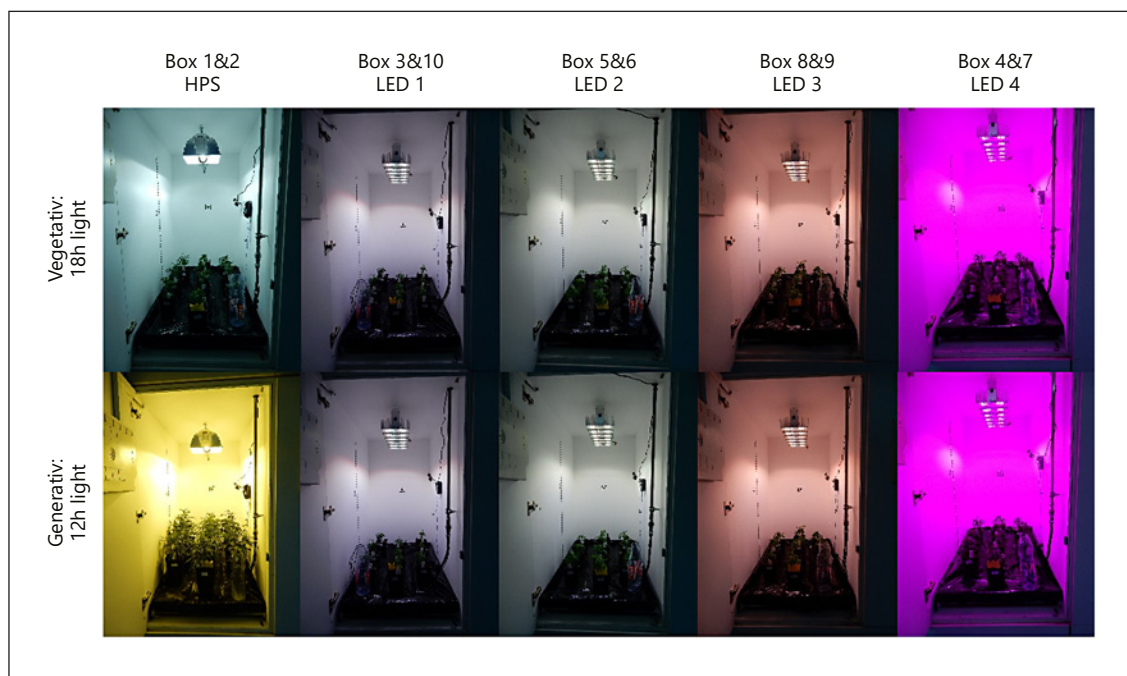 Box 1&2
HPS
Box 3&10
LED 1
Box 5&6
LED 2
Box 8&9
LED 3
Box 4&7
LED 4
Vegetativ:
18h light
Generativ:
12h light